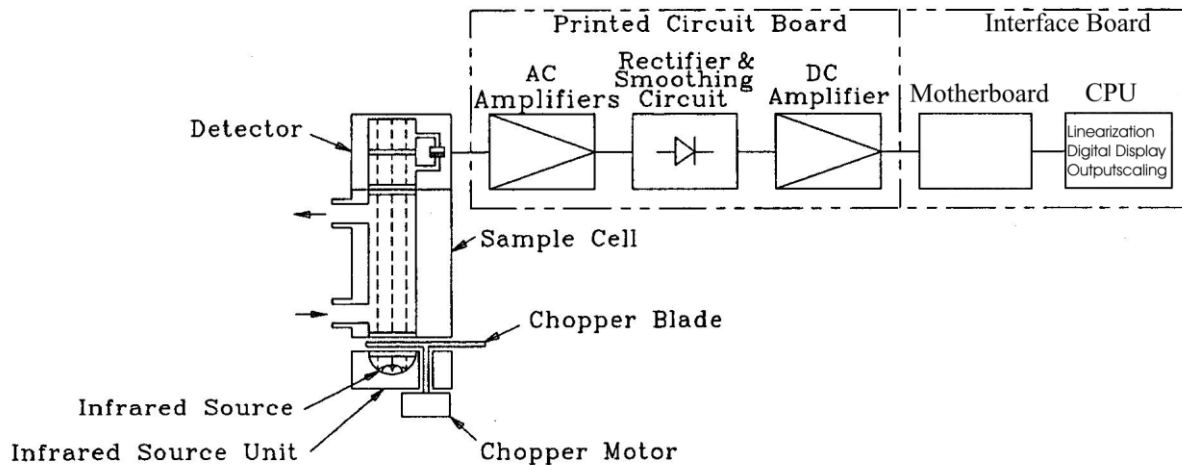 Printed Circuit Board
Interface Board
AC
Amplifiers
Rectifier &
Smoothing
Circuit
DC
Amplifier
Motherboard
CPU
Linearization
Digital Display
Outputscaling
Detector
Sample Cell
Chopper Blade
Infrared Source
Infrared Source Unit
Chopper Motor